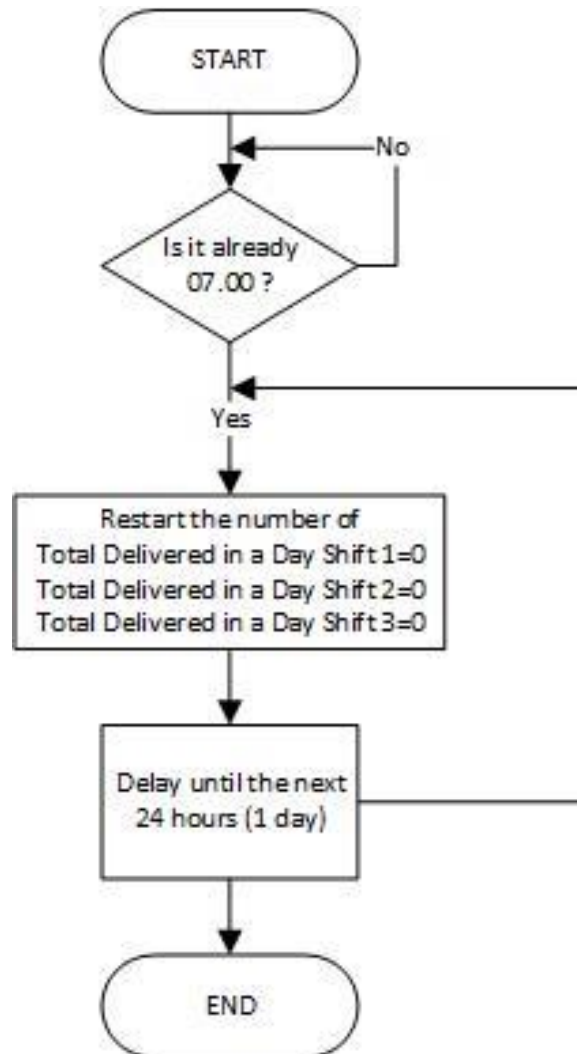 START
No
Is it already
07.00 ?
Yes
Restart the number of
Total Delivered in a Day Shift 1=0
Total Delivered in a Day Shift 2=0
Total Delivered in a Day Shift 3=0
Delay until the next
24 hours (1 day)
END